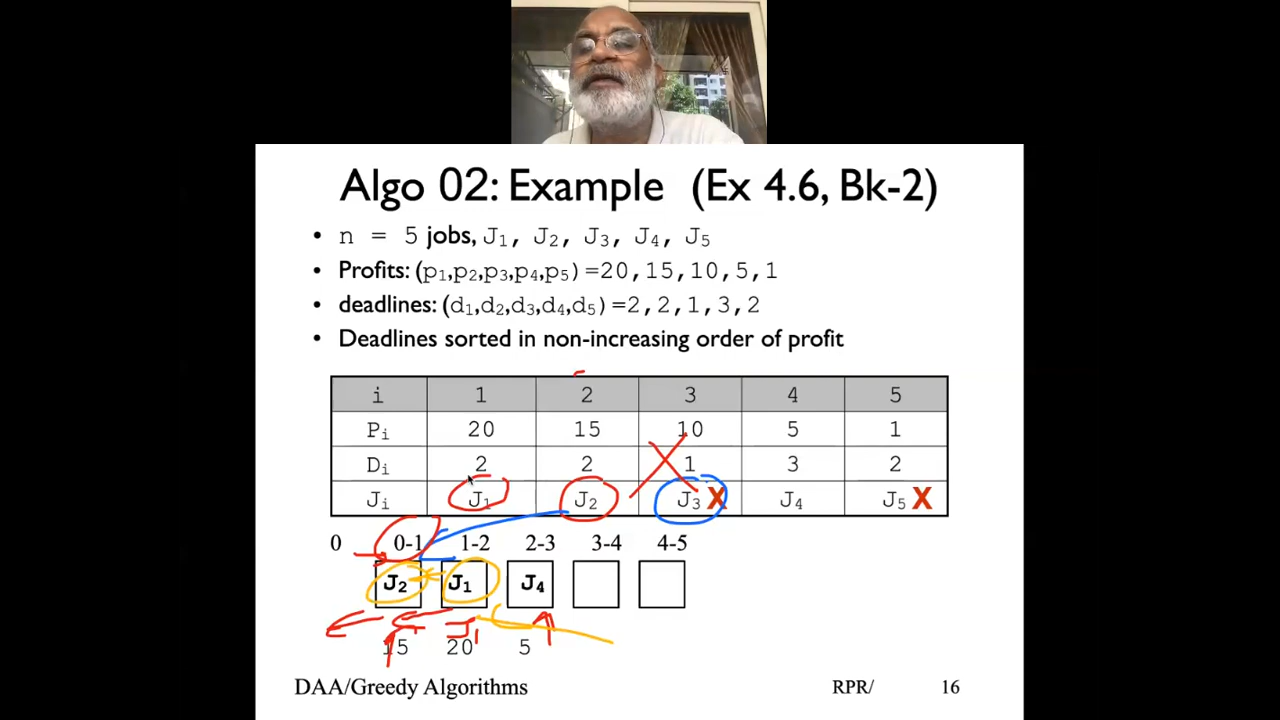 Algo 02: Example (Ex 4.6, Bk-2)
• n = 5 jobs, J1, J2, J3, J4, J5
• Profits: (p1,p2,p3,p4,p5)=20,15,10,5,1
• deadlines: (d1,d2,d3,d4,d5)=2,2,1,3,2
• Deadlines sorted in non-increasing order of profit
i 1 2 3 4 5
Pi 20 15 10 5 1
Di 2 2 1 3 2
Ji J1 J2 J3 X J4 J5 X
0 0-1 1-2 2-3 3-4 4-5
J2 J1 J4
J1
15 20 5
DAA/Greedy Algorithms RPR/ 16